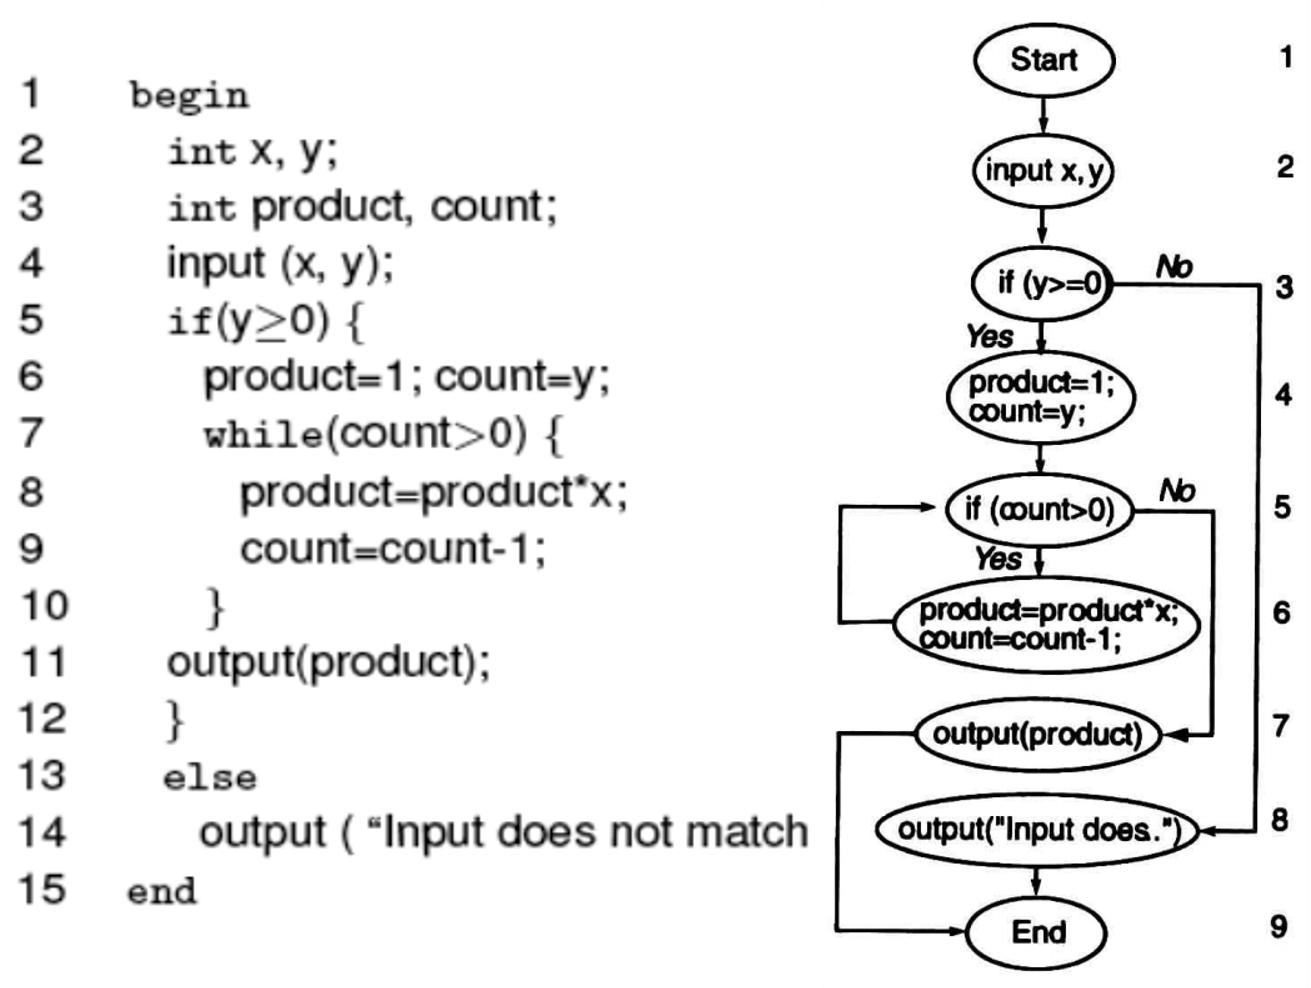 1 begin
2 int x, y;
3 int product, count;
4 input (x, y);
5 if(y≥0) {
6 product=1; count=y;
7 while(count>0) {
8 product=product*x;
9 count=count-1;
10 }
11 output(product);
12 }
13 else
14 output ( “Input does not match
15 end
Start 1
input x,y 2
if (y>=0) No 3
Yes
product=1;
count=y; 4
if (count>0) No 5
Yes
product=product*x; 6
count=count-1;
output(product) 7
output("Input does.") 8
End 9